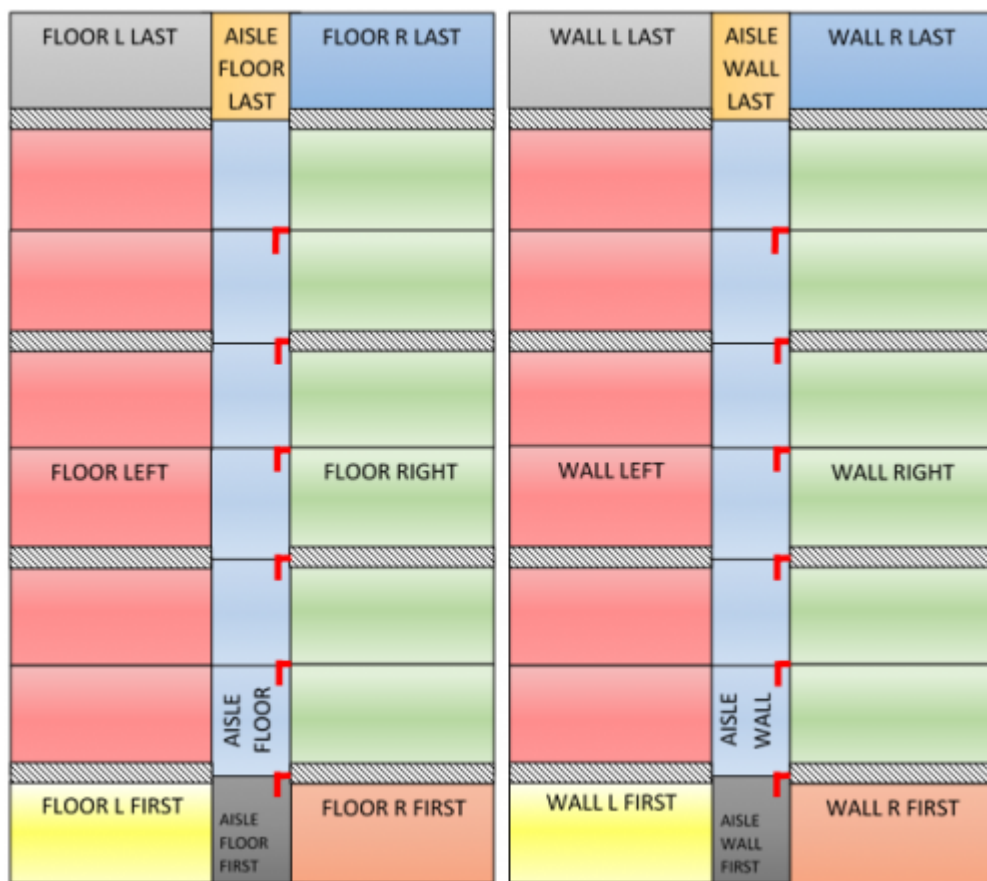 FLOOR L LAST
AISLE
FLOOR
LAST
FLOOR R LAST
WALL L LAST
AISLE
WALL
LAST
WALL R LAST
FLOOR LEFT
FLOOR RIGHT
WALL LEFT
WALL RIGHT
AISLE
FLOOR
AISLE
WALL
FLOOR L FIRST
AISLE
FLOOR
FIRST
FLOOR R FIRST
WALL L FIRST
AISLE
WALL
FIRST
WALL R FIRST